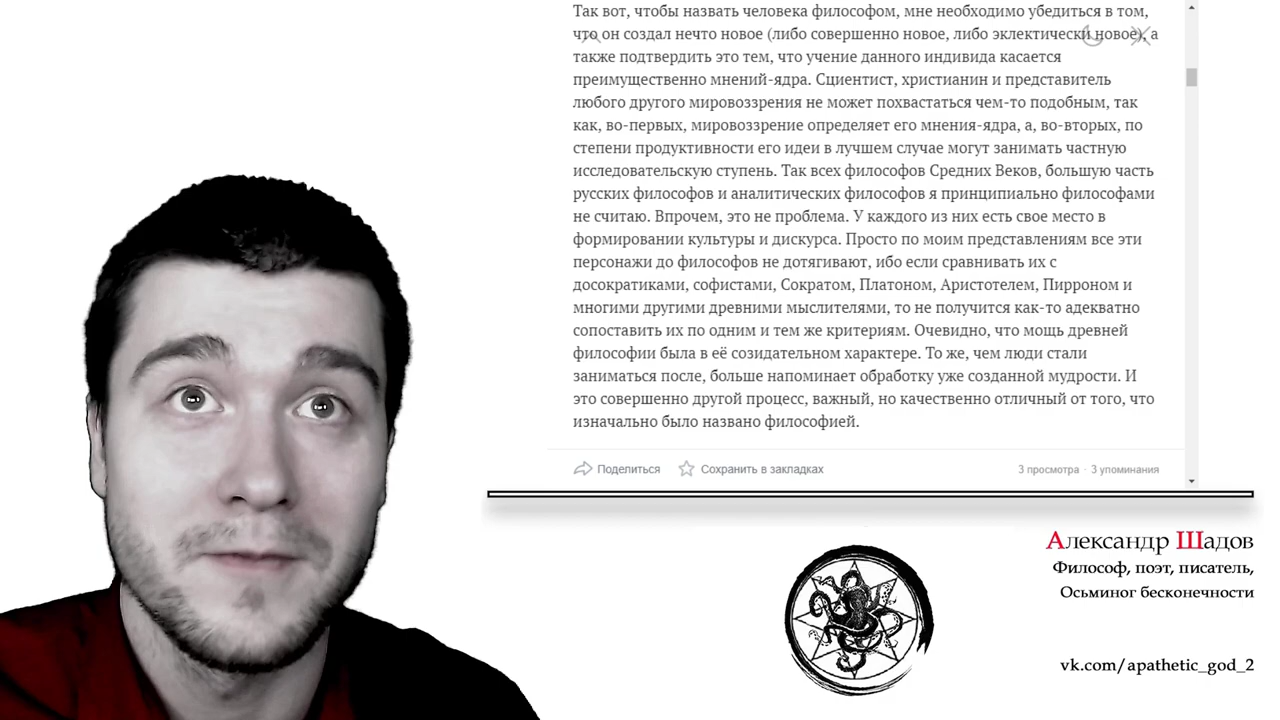 Так вот, чтобы назвать человека философом, мне необходимо убедиться в том,
что он создал нечто новое (либо совершенно новое, либо эклектически новое), а
также подтвердить это тем, что учение данного индивида касается
преимущественно мнений-ядра. Сциентист, христианин и представитель
любого другого мировоззрения не может похвастаться чем-то подобным, так
как, во-первых, мировоззрение определяет его мнения-ядра, а, во-вторых, по
степени продуктивности его идеи в лучшем случае могут занимать частную
исследовательскую ступень. Так всех философов Средних Веков, большую часть
русских философов и аналитических философов я принципиально философами
не считаю. Впрочем, это не проблема. У каждого из них есть свое место в
формировании культуры и дискурса. Просто по моим представлениям все эти
персонажи до философов не дотягивают, ибо если сравнивать их с
досократиками, софистами, Сократом, Платоном, Аристотелем, Пирроном и
многими другими древними мыслителями, то не получится как-то адекватно
сопоставить их по одним и тем же критериям. Очевидно, что мощь древней
философии была в её созидательном характере. То же, чем люди стали
заниматься после, больше напоминает обработку уже созданной мудрости. И
это совершенно другой процесс, важный, но качественно отличный от того, что
изначально было названо философией.
Поделиться Сохранить в закладках 3 просмотра · 3 упоминания
Александр Шадов
Философ, поэт, писатель,
Осьминог бесконечности
vk.com/apathetic_god_2